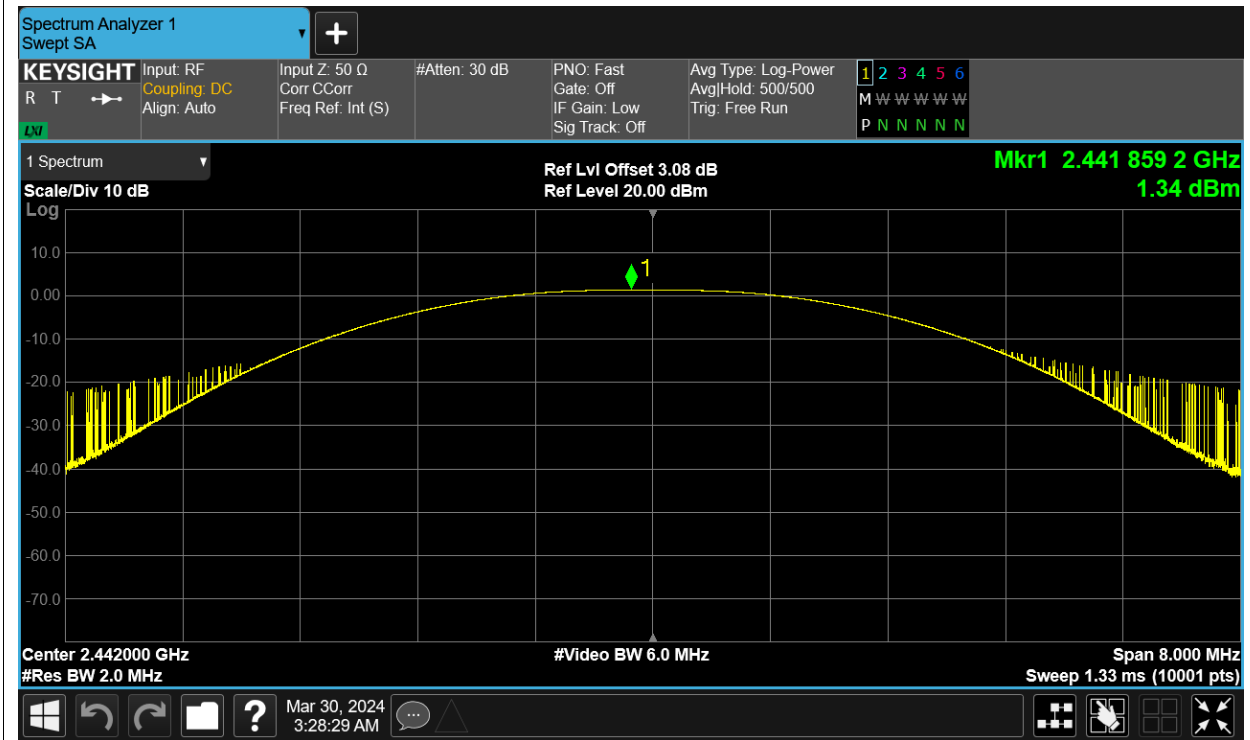 Spectrum Analyzer 1
Swept SA
KEYSIGHT
R T
LXI
Input: RF
Coupling: DC
Align: Auto
Input Z: 50 Ω
Corr CCorr
Freq Ref: Int (S)
#Atten: 30 dB
PNO: Fast
Gate: Off
IF Gain: Low
Sig Track: Off
Avg Type: Log-Power
Avg|Hold: 500/500
Trig: Free Run
1 2 3 4 5 6
M W W W W W
P N N N N N
1 Spectrum
Scale/Div 10 dB
Log
Ref Lvl Offset 3.08 dB
Ref Level 20.00 dBm
Mkr1 2.441 859 2 GHz
1.34 dBm
1
10.0
0.00
-10.0
-20.0
-30.0
-40.0
-50.0
-60.0
-70.0
Center 2.442000 GHz
#Res BW 2.0 MHz
#Video BW 6.0 MHz
Span 8.000 MHz
Sweep 1.33 ms (10001 pts)
?
Mar 30, 2024
3:28:29 AM